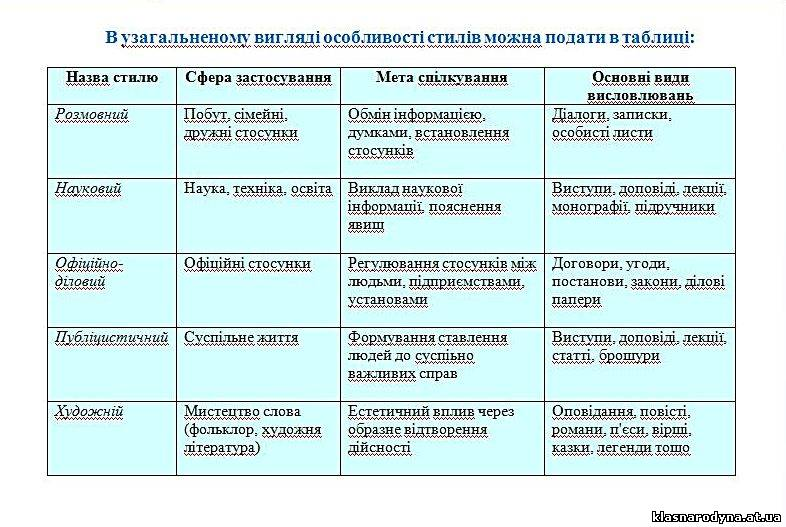 В узагальненому вигляді особливості стилів можна подати в таблиці:
Назва стилю
Сфера застосування
Мета спілкування
Основні види
висловлювань
Розмовний
Побут, сімейні,
дружні стосунки
Обмін інформацією,
думками, встановлення
стосунків
Діалоги, записки,
особисті листи
Науковий
Наука, техніка, освіта
Виклад наукової
інформації, пояснення
явищ
Виступи, доповіді, лекції,
монографії, підручники
Офіційно-
діловий
Офіційні стосунки
Регулювання стосунків між
людьми, підприємствами,
установами
Договори, угоди,
постанови, закони, ділові
папери
Публіцистичний
Суспільне життя
Формування ставлення
людей до суспіьно
важливих справ
Виступи, доповіді, лекції,
статті, брошури
Художній
Мистецтво слова
(фольклор, художня
література)
Естетичний вплив через
образне відтворення
дійсності
Оповідання, повісті,
романи, п'єси, вірші,
казки, легенди тощо
klasnarodyna.at.ua